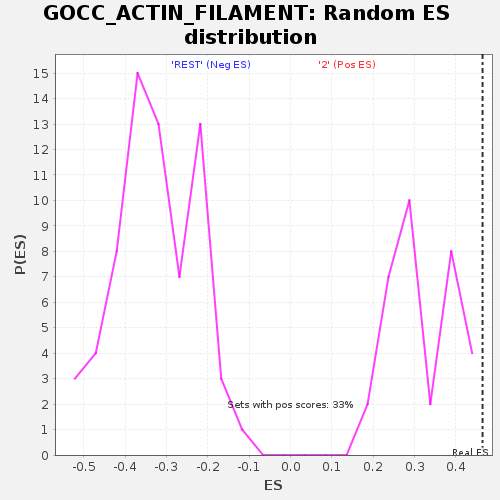 GOCC_ACTIN_FILAMENT: Random ES
distribution
'REST' (Neg ES) '2' (Pos ES)
15
14
13
12
11
10
9
8
7
6
5
4
3
2
1
0
P(ES)
Sets with pos scores: 33%
Real ES
-0.5 -0.4 -0.3 -0.2 -0.1 0.0 0.1 0.2 0.3 0.4
ES